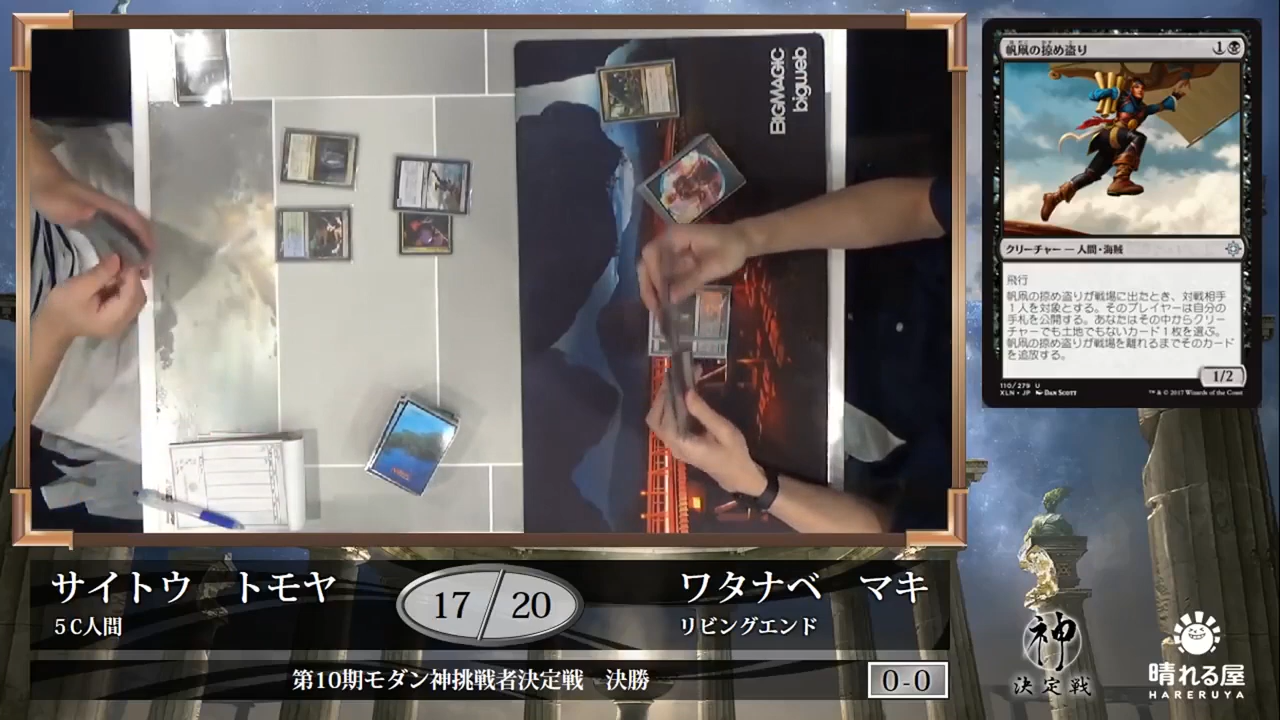 BIGMAGIC
bigweb
帆凧の掠め盗り
1
クリーチャー ― 人間・海賊
飛行
帆凧の掠め盗りが戦場に出たとき、対戦相手
1人を対象とする。そのプレイヤーは自分の
手札を公開する。あなたはその中からクリー
チャーでも土地でもないカード1枚を選ぶ。
帆凧の掠め盗りが戦場を離れるまでそのカード
を追放する。
1/2
110/279 U
XLN • JP DAN SCOTT
™ & © 2017 Wizards of the Coast
サイトウ トモヤ
5C人間
17 / 20
ワタナベ マキ
リビングエンド
第10期モダン神挑戦者決定戦 決勝
0-0
神
決定戦
晴れる屋
HARERUYA